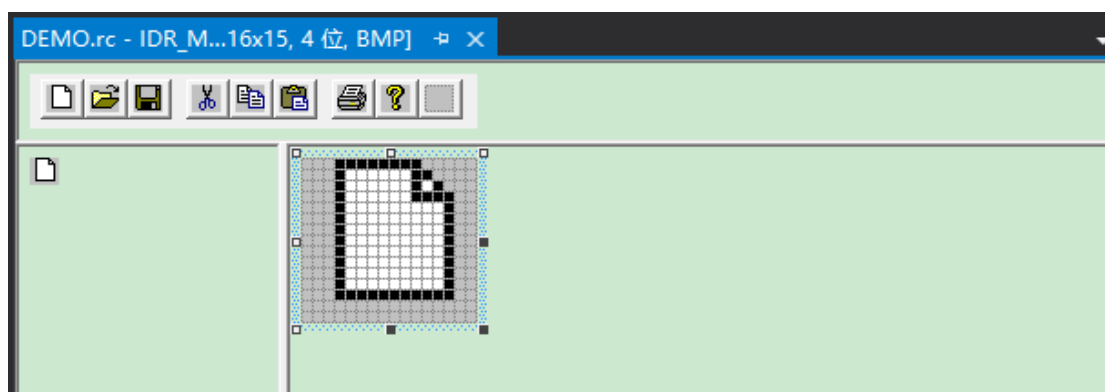 DEMO.rc - IDR_M...16x15, 4 位, BMP]